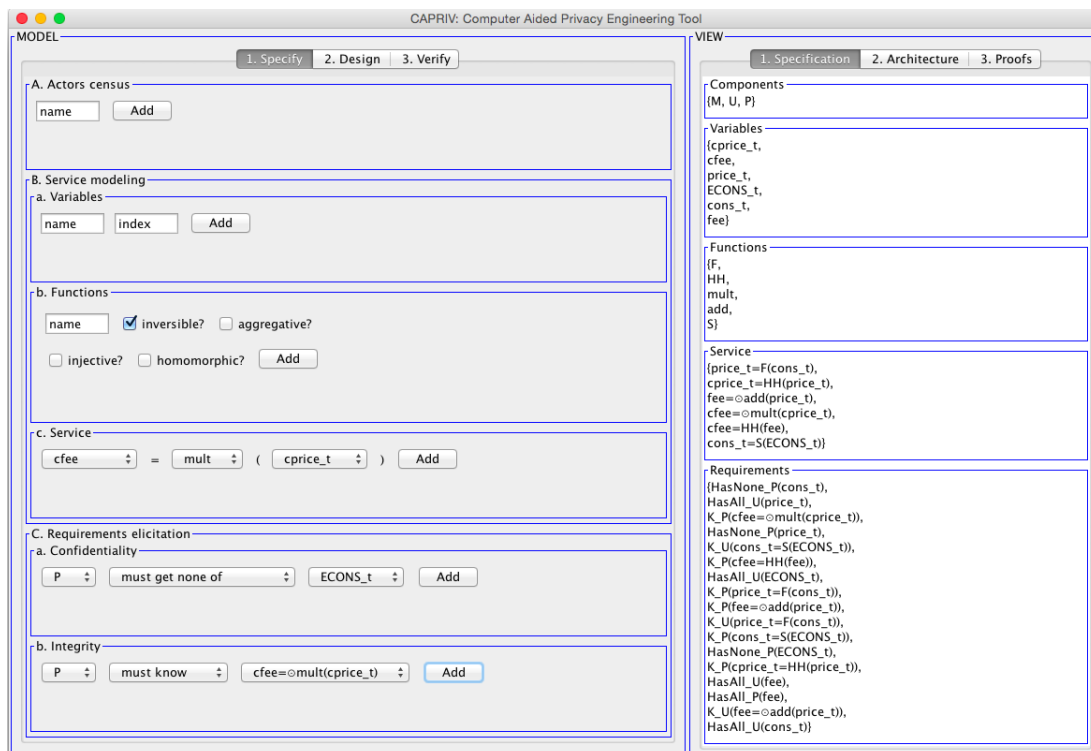 CAPRIV: Computer Aided Privacy Engineering Tool
MODEL
1. Specify 2. Design 3. Verify
A. Actors census
name Add
B. Service modeling
a. Variables
name index Add
b. Functions
name inversible? aggregative?
injective? homomorphic? Add
c. Service
cfee = mult ( cprice_t ) Add
C. Requirements elicitation
a. Confidentiality
P must get none of ECONS_t Add
b. Integrity
P must know cfee=⊙mult(cprice_t) Add
VIEW
1. Specification 2. Architecture 3. Proofs
Components
{M, U, P}
Variables
{cprice_t,
cfee,
price_t,
ECONS_t,
cons_t,
fee}
Functions
{F,
HH,
mult,
add,
S}
Service
{price_t=F(cons_t),
cprice_t=HH(price_t),
fee=⊙add(price_t),
cfee=⊙mult(cprice_t),
cfee=HH(fee),
cons_t=S(ECONS_t)}
Requirements
{HasNone_P(cons_t),
HasAll_U(price_t),
K_P(cfee=⊙mult(cprice_t)),
HasNone_P(price_t),
K_U(cons_t=S(ECONS_t)),
K_P(cfee=HH(fee)),
HasAll_U(ECONS_t),
K_P(price_t=F(cons_t)),
K_P(fee=⊙add(price_t)),
K_U(price_t=F(cons_t)),
K_P(cons_t=S(ECONS_t)),
HasNone_P(ECONS_t),
K_P(cprice_t=HH(price_t)),
HasAll_U(fee),
HasAll_P(fee),
K_U(fee=⊙add(price_t)),
HasAll_U(cons_t)}